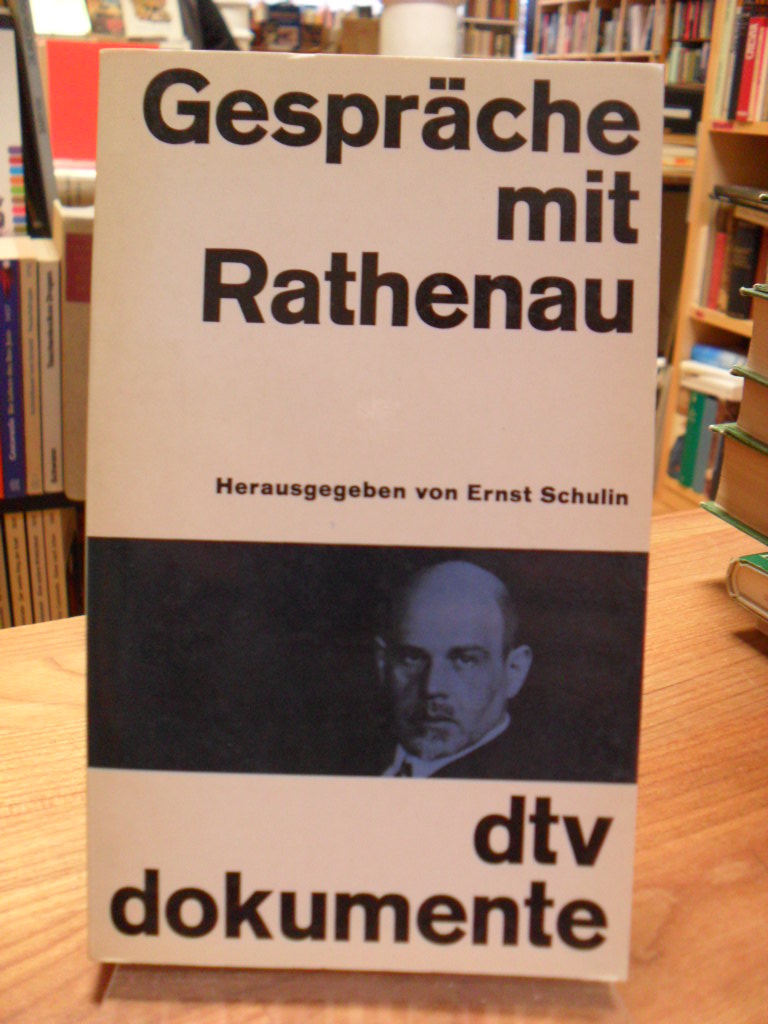 Gespräche
mit
Rathenau
Herausgegeben von Ernst Schulin
dtv
dokumente